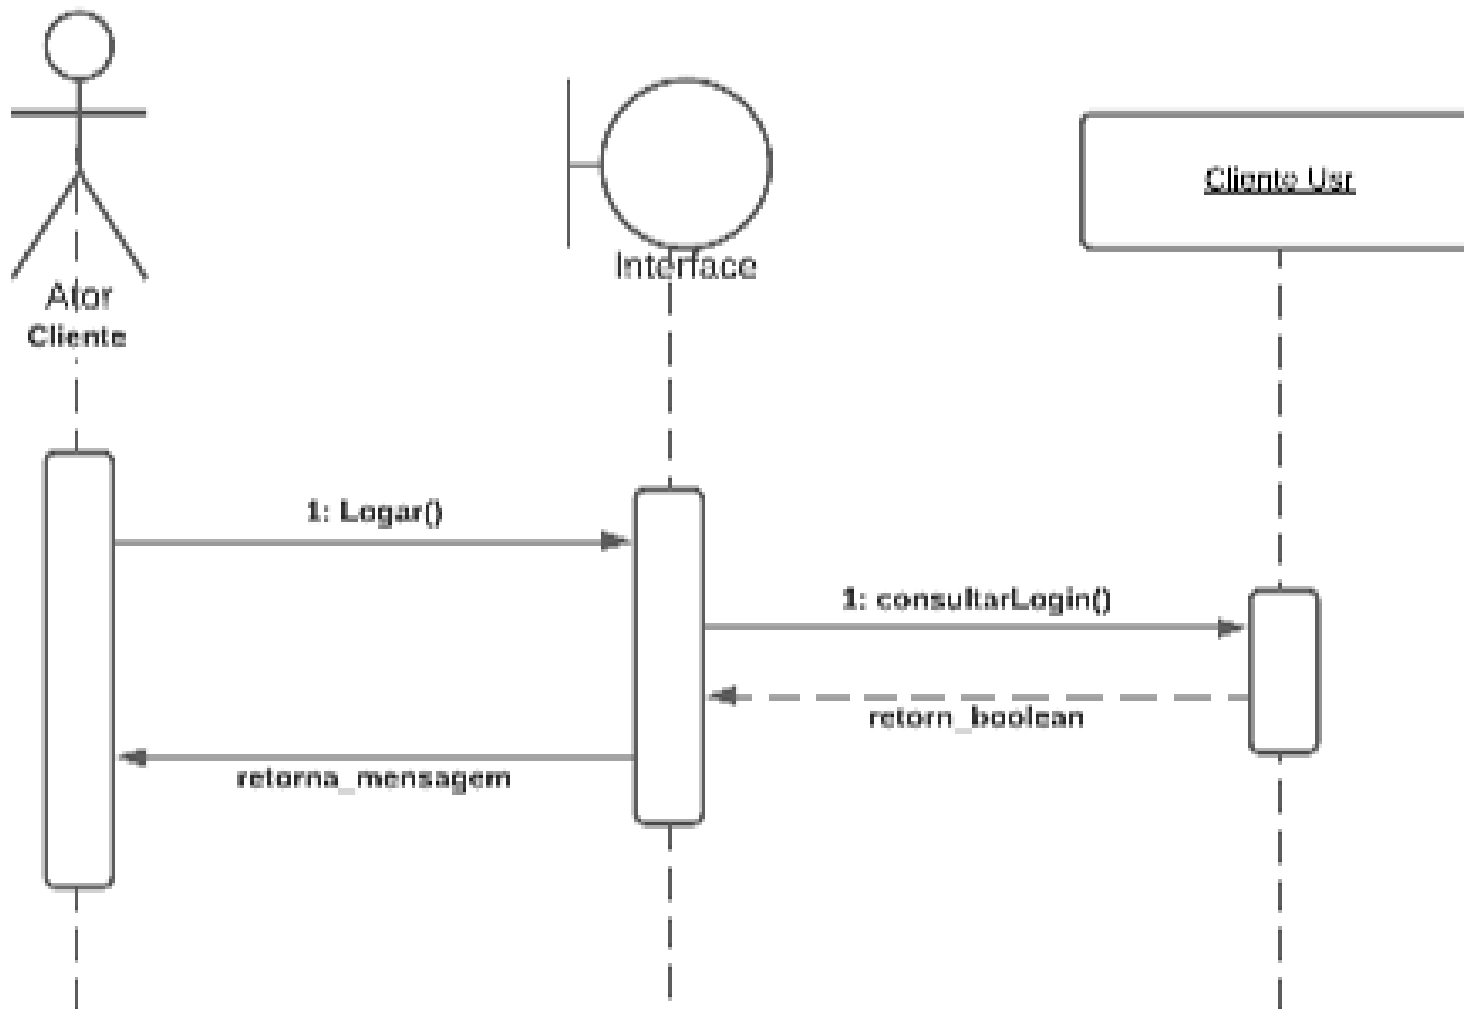 Cliente Usr
Interface
Ator
Cliente
1: Logar()
1: consultarLogin()
retorn_boolean
retorna_mensagem